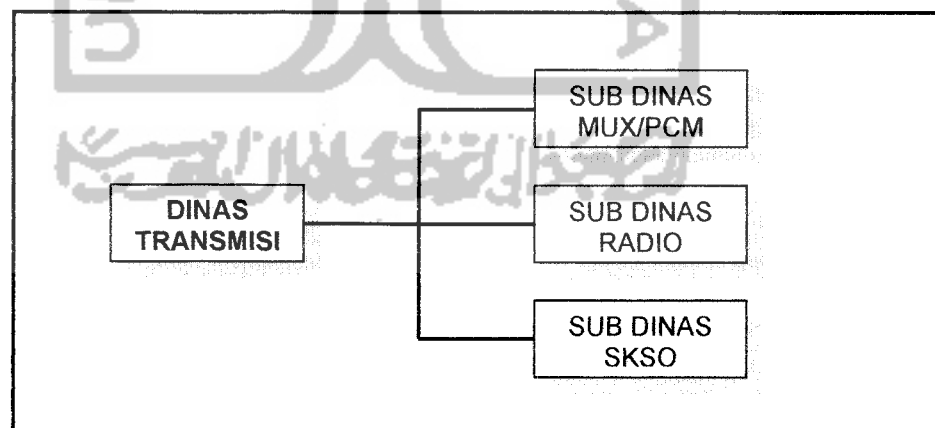 SUB DINAS
MUX/PCM
DINAS
TRANSMISI
SUB DINAS
RADIO
SUB DINAS
SKSO